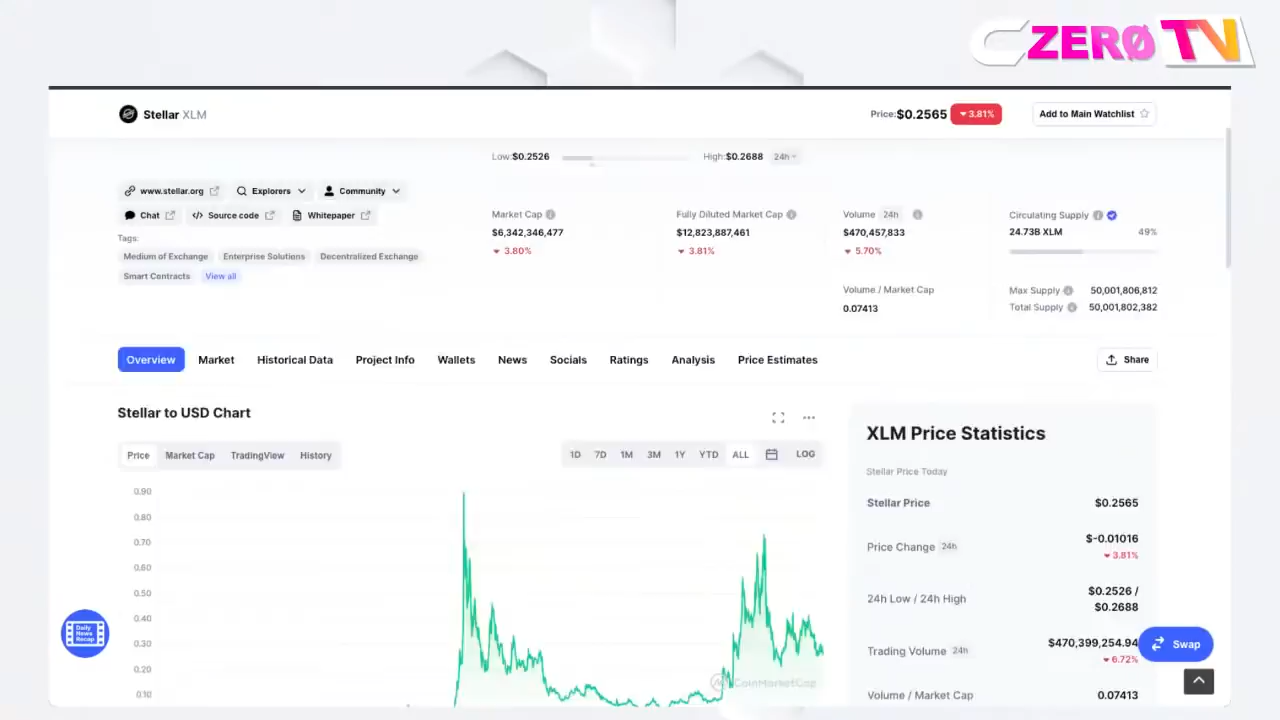 CZERØ TV
Stellar XLM
Price:$0.2565 3.81%
Add to Main Watchlist
Low:$0.2526
High:$0.2688 24h
www.stellar.org Explorers Community
Chat Source code Whitepaper
Tags:
Medium of Exchange Enterprise Solutions Decentralized Exchange
Smart Contracts View all
Market Cap
$6,342,346,477
3.80%
Fully Diluted Market Cap
$12,823,887,461
3.81%
Volume 24h
$470,457,833
5.70%
Volume / Market Cap
0.07413
Circulating Supply
24.73B XLM 49%
Max Supply 50,001,806,812
Total Supply 50,001,802,382
Overview Market Historical Data Project Info Wallets News Socials Ratings Analysis Price Estimates
Share
Stellar to USD Chart
Price Market Cap TradingView History
1D 7D 1M 3M 1Y YTD ALL LOG
0.90
0.80
0.70
0.60
0.50
0.40
0.30
0.20
0.10
CoinMarketCap
Daily
News
Recap
XLM Price Statistics
Stellar Price Today
Stellar Price $0.2565
Price Change 24h $-0.01016
3.81%
24h Low / 24h High $0.2526 /
$0.2688
Trading Volume 24h $470,399,254.94
6.72%
Volume / Market Cap 0.07413
Swap